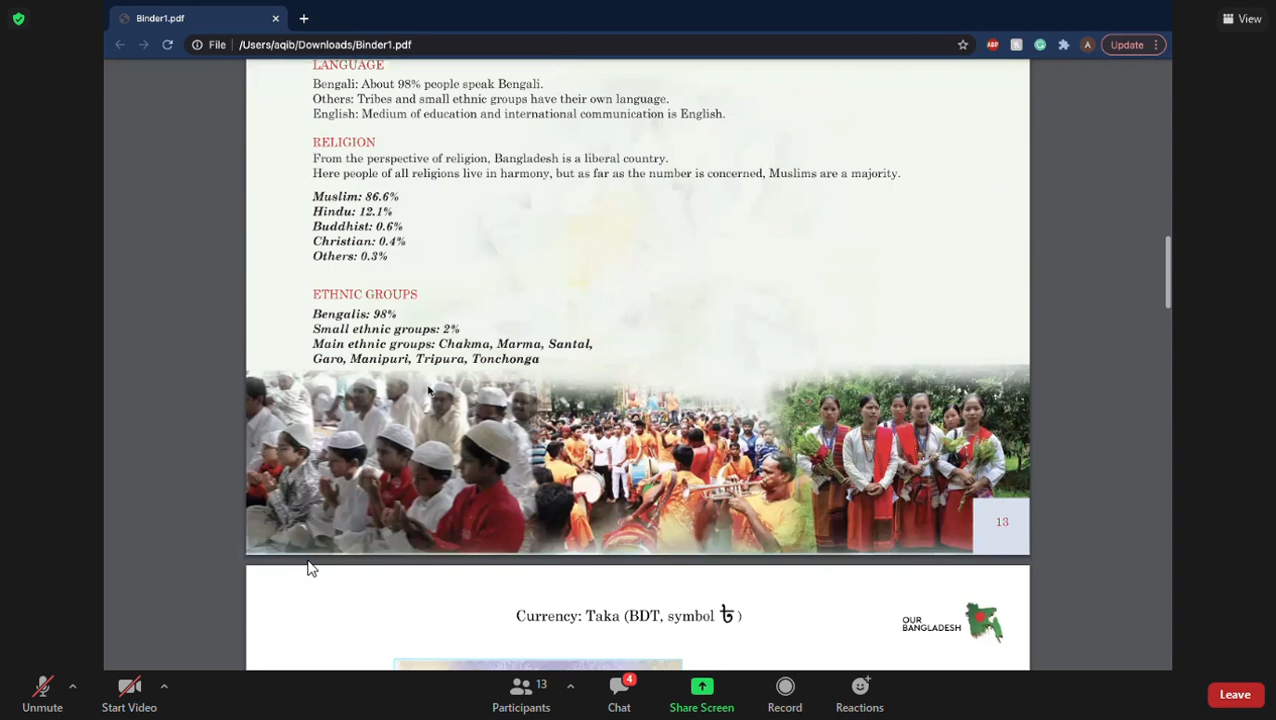 Binder1.pdf
View
File
/Users/aqib/Downloads/Binder1.pdf
ABP
A
Update
LANGUAGE
Bengali: About 98% people speak Bengali.
Others: Tribes and small ethnic groups have their own language.
English: Medium of education and international communication is English.
RELIGION
From the perspective of religion, Bangladesh is a liberal country.
Here people of all religions live in harmony, but as far as the number is concerned, Muslims are a majority.
Muslim: 86.6%
Hindu: 12.1%
Buddhist: 0.6%
Christian: 0.4%
Others: 0.3%
ETHNIC GROUPS
Bengalis: 98%
Small ethnic groups: 2%
Main ethnic groups: Chakma, Marma, Santal,
Garo, Manipuri, Tripura, Tonchonga
13
Currency: Taka (BDT, symbol ৳ )
OUR
BANGLADESH
Unmute
Start Video
13
Participants
4
Chat
Share Screen
Record
Reactions
Leave